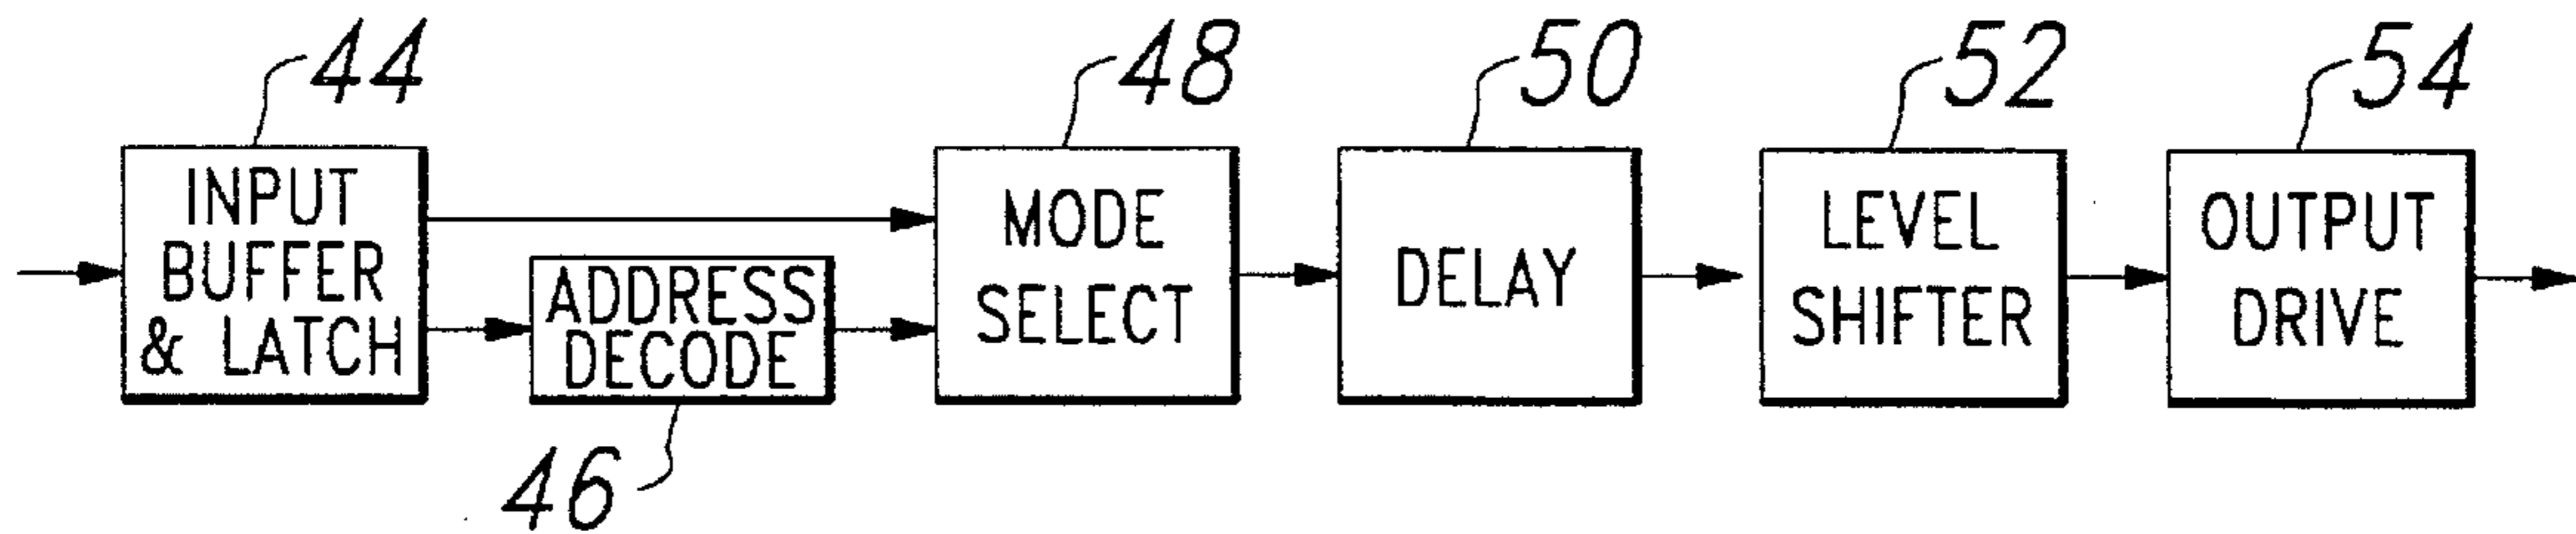 44
48
50
52
54
INPUT
BUFFER
& LATCH
ADDRESS
DECODE
MODE
SELECT
DELAY
LEVEL
SHIFTER
OUTPUT
DRIVE
46